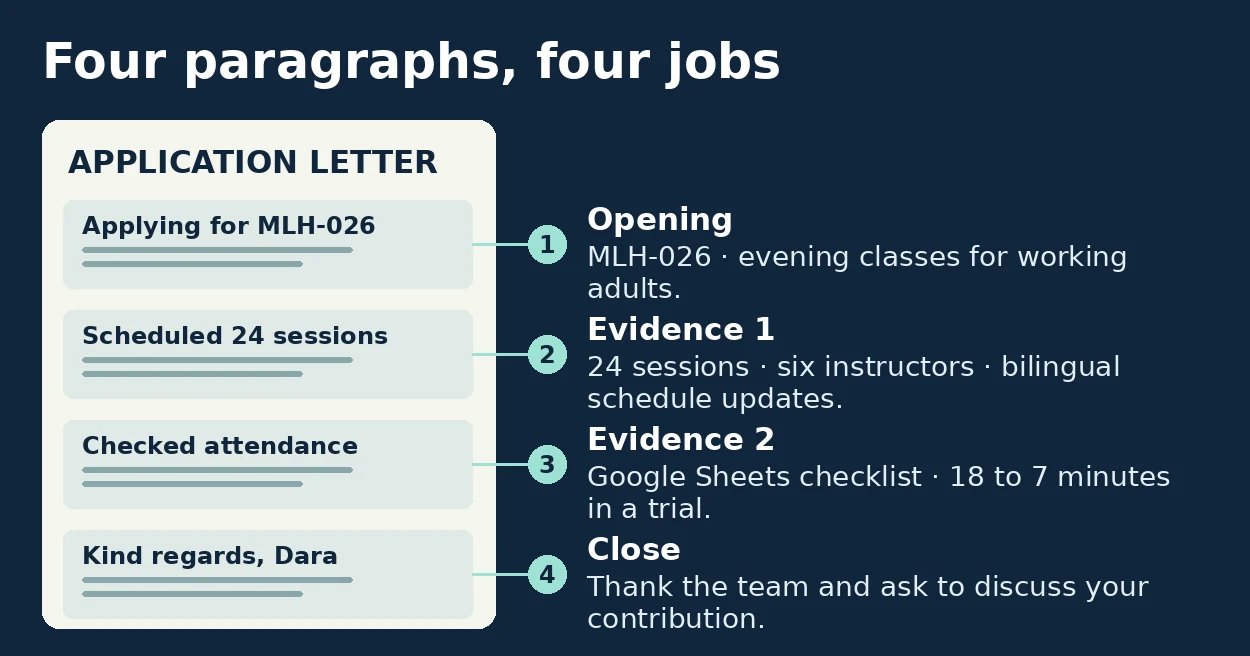 Four paragraphs, four jobs
APPLICATION LETTER
Applying for MLH-026
Scheduled 24 sessions
Checked attendance
Kind regards, Dara
1
Opening
MLH-026 · evening classes for working
adults.
2
Evidence 1
24 sessions · six instructors · bilingual
schedule updates.
3
Evidence 2
Google Sheets checklist · 18 to 7 minutes
in a trial.
4
Close
Thank the team and ask to discuss your
contribution.